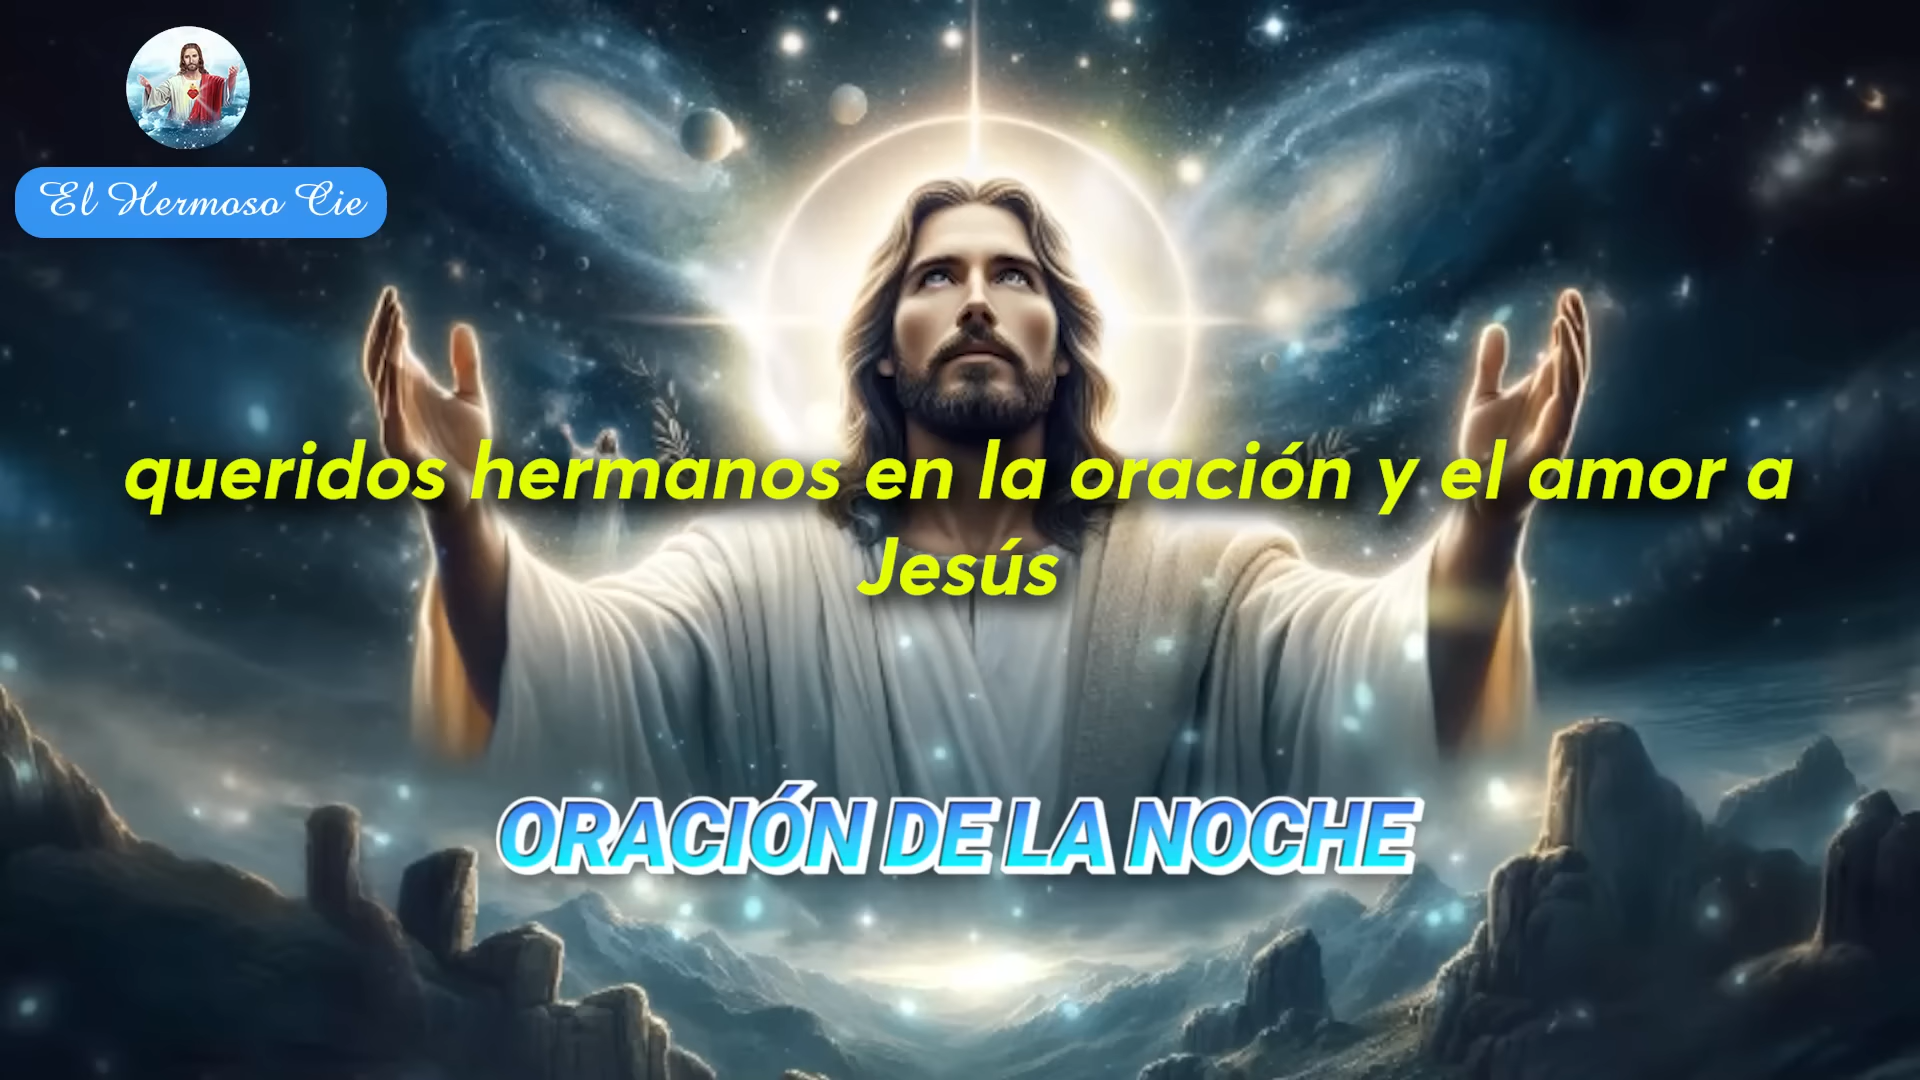 El Hermoso Cie
queridos hermanos en la oración y el amor a
Jesús
ORACIÓN DE LA NOCHE